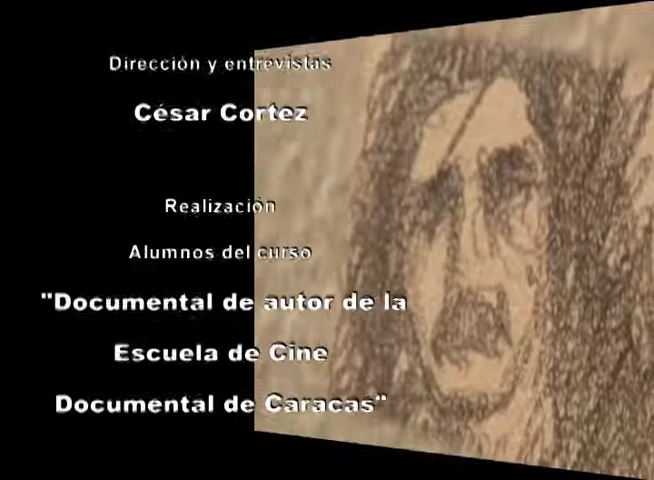 Dirección y entrevistas
César Cortez
Realización
Alumnos del curso
"Documental de autor de la
Escuela de Cine
Documental de Caracas"